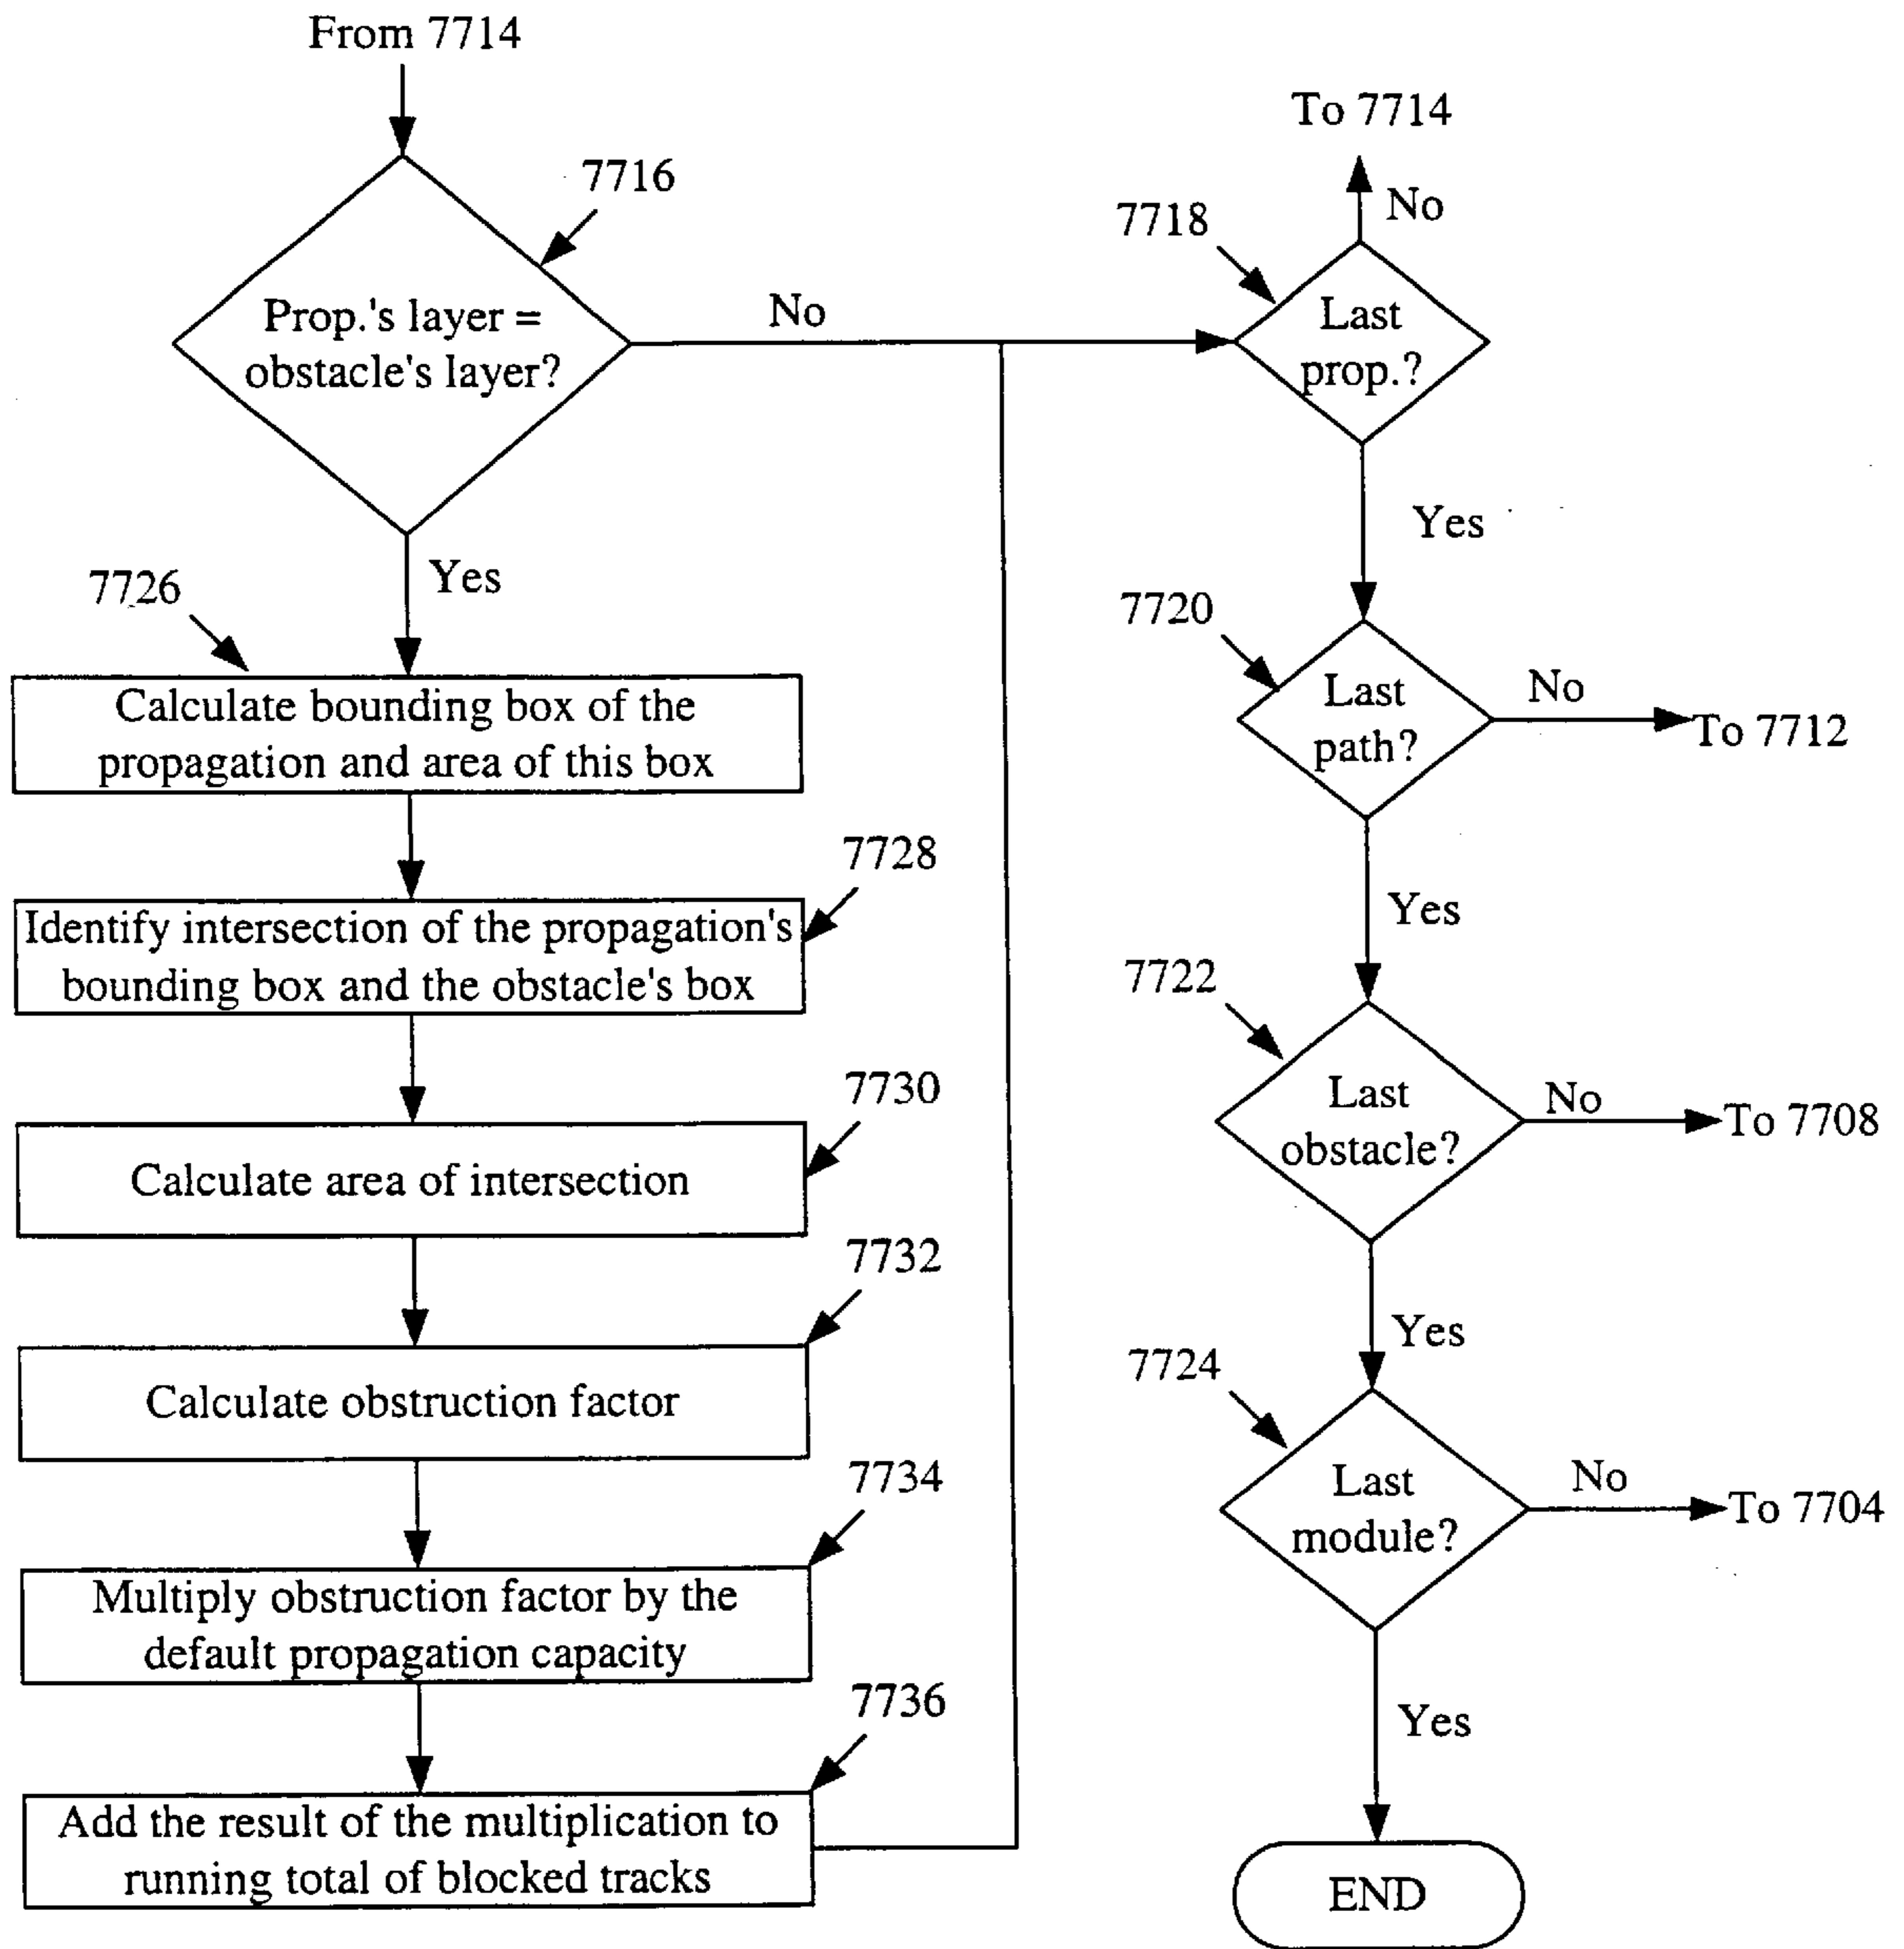 From 7714
7716
Prop.'s layer =
obstacle's layer?
No
Yes
7726
Calculate bounding box of the
propagation and area of this box
7728
Identify intersection of the propagation's
bounding box and the obstacle's box
7730
Calculate area of intersection
7732
Calculate obstruction factor
7734
Multiply obstruction factor by the
default propagation capacity
7736
Add the result of the multiplication to
running total of blocked tracks
To 7714
No
7718
Last
prop.?
Yes
7720
Last
path?
No
To 7712
Yes
7722
Last
obstacle?
No
To 7708
Yes
7724
Last
module?
No
To 7704
Yes
END